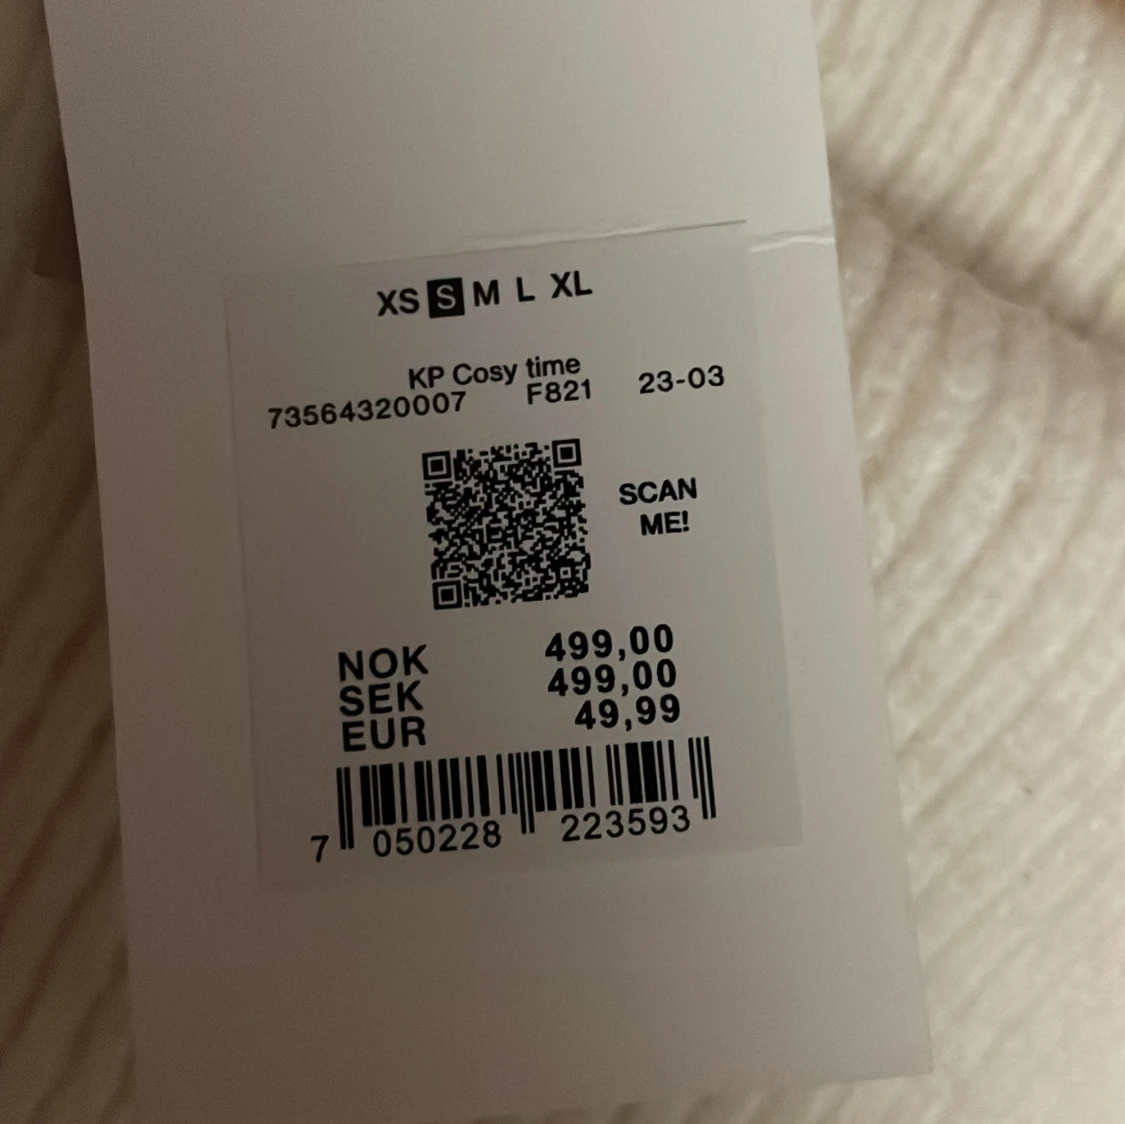 XS S M L XL
KP Cosy time
73564320007 F821 23-03
SCAN
ME!
NOK 499,00
SEK 499,00
EUR 49,99
7 050228 223593